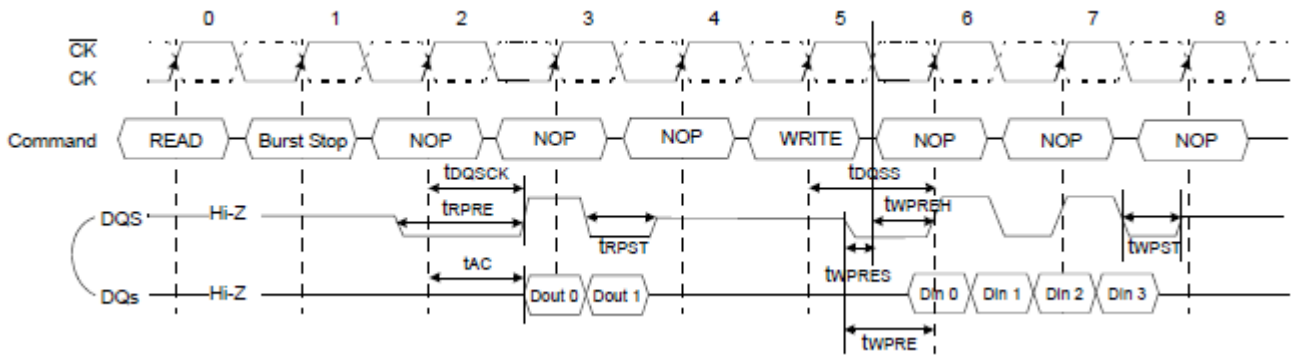 0 1 2 3 4 5 6 7 8
CK
CK
Command READ Burst Stop NOP NOP NOP WRITE NOP NOP NOP
tDQSCK tDQSS
DQS Hi-Z tRPRE tWPREH
tRPST tWPST
tAC tWPRES
DQs Hi-Z Dout 0 Dout 1 Din 0 Din 1 Din 2 Din 3
tWPRE